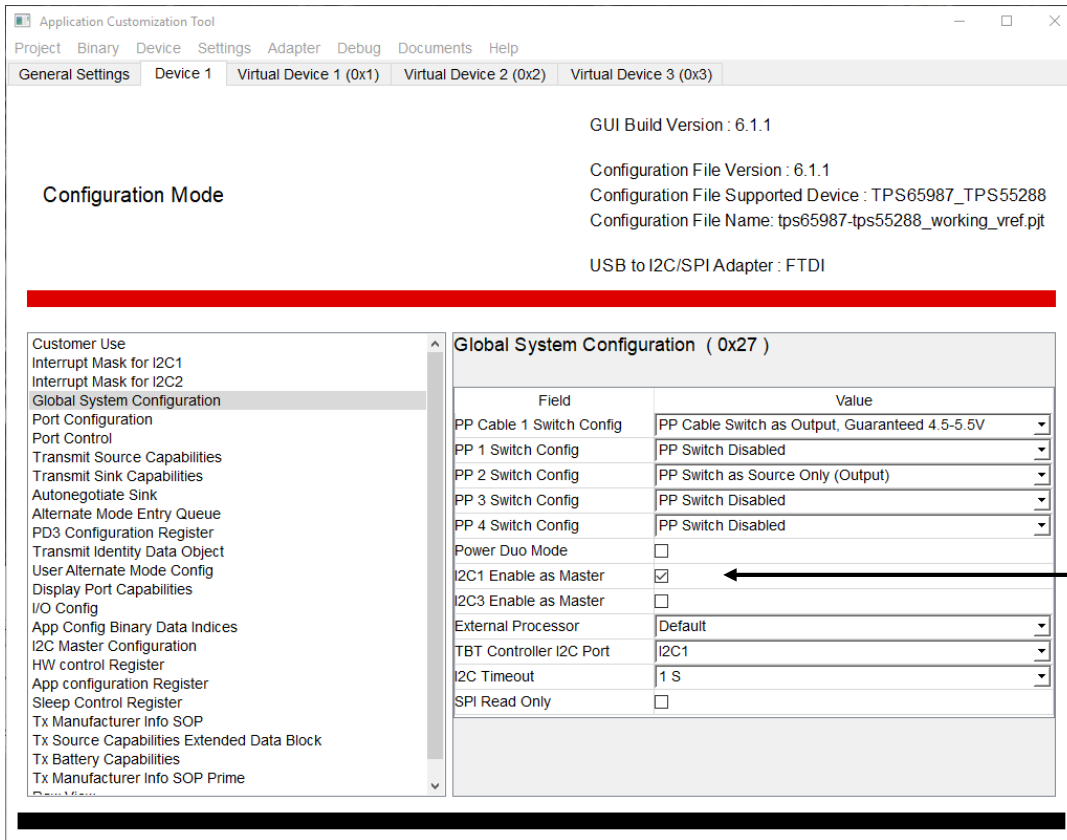 Application Customization Tool
Project Binary Device Settings Adapter Debug Documents Help
General Settings Device 1 Virtual Device 1 (0x1) Virtual Device 2 (0x2) Virtual Device 3 (0x3)
GUI Build Version : 6.1.1
Configuration File Version : 6.1.1
Configuration Mode
Configuration File Supported Device : TPS65987_TPS55288
Configuration File Name: tps65987-tps55288_working_vref.pjt
USB to I2C/SPI Adapter : FTDI
Customer Use
Interrupt Mask for I2C1
Interrupt Mask for I2C2
Global System Configuration
Port Configuration
Port Control
Transmit Source Capabilities
Transmit Sink Capabilities
Autonegotiate Sink
Alternate Mode Entry Queue
PD3 Configuration Register
Transmit Identity Data Object
User Alternate Mode Config
Display Port Capabilities
I/O Config
App Config Binary Data Indices
I2C Master Configuration
HW control Register
App configuration Register
Sleep Control Register
Tx Manufacturer Info SOP
Tx Source Capabilities Extended Data Block
Tx Battery Capabilities
Tx Manufacturer Info SOP Prime
Global System Configuration ( 0x27 )
Field Value
PP Cable 1 Switch Config PP Cable Switch as Output, Guaranteed 4.5-5.5V
PP 1 Switch Config PP Switch Disabled
PP 2 Switch Config PP Switch as Source Only (Output)
PP 3 Switch Config PP Switch Disabled
PP 4 Switch Config PP Switch Disabled
Power Duo Mode
I2C1 Enable as Master
I2C3 Enable as Master
External Processor Default
TBT Controller I2C Port I2C1
I2C Timeout 1 S
SPI Read Only